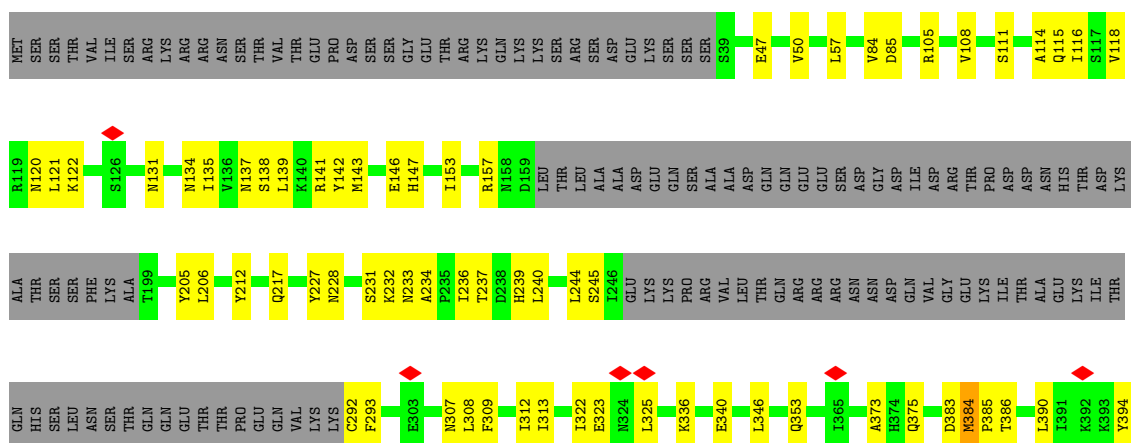 MET SER SER THR VAL ILE SER ARG LYS ARG ARG ASN SER THR VAL THR GLU PRO ASP SER SER GLY GLU THR ARG LYS GLN LYS LYS SER ARG SER ASP GLU LYS SER SER SER S39 E47 V50 L57 V84 D85 R105 V108 S111 A114 Q115 I116 S117 V118
R119 N120 L121 K122 S126 N131 N134 I135 V136 N137 S138 L139 K140 R141 Y142 M143 E146 H147 I153 R157 N158 D159 LEU THR LEU ALA ALA ASP GLU GLN SER ALA ALA ASP GLN GLN GLU GLU SER ASP GLY ASP ILE ASP ARG THR PRO ASP ASP ASN HIS THR ASP LYS
ALA THR SER SER PHE LYS ALA T199 Y205 L206 Y212 Q217 Y227 N228 S231 K232 N233 A234 P235 I236 T237 D238 H239 L240 L244 S245 I246 GLU LYS LYS PRO ARG VAL LEU THR GLN ARG ARG ARG ASN ASN ASP GLN VAL GLY GLU LYS ILE THR ALA GLU LYS ILE THR
GLN HIS SER LEU ASN SER THR GLN GLN GLU THR THR PRO GLU GLN VAL LYS LYS C292 F293 E303 N307 L308 F309 I312 I313 I322 E323 N324 L325 K336 E340 L346 Q353 I365 A373 H374 Q375 D383 M384 P385 T386 L390 I391 K392 K393 Y394